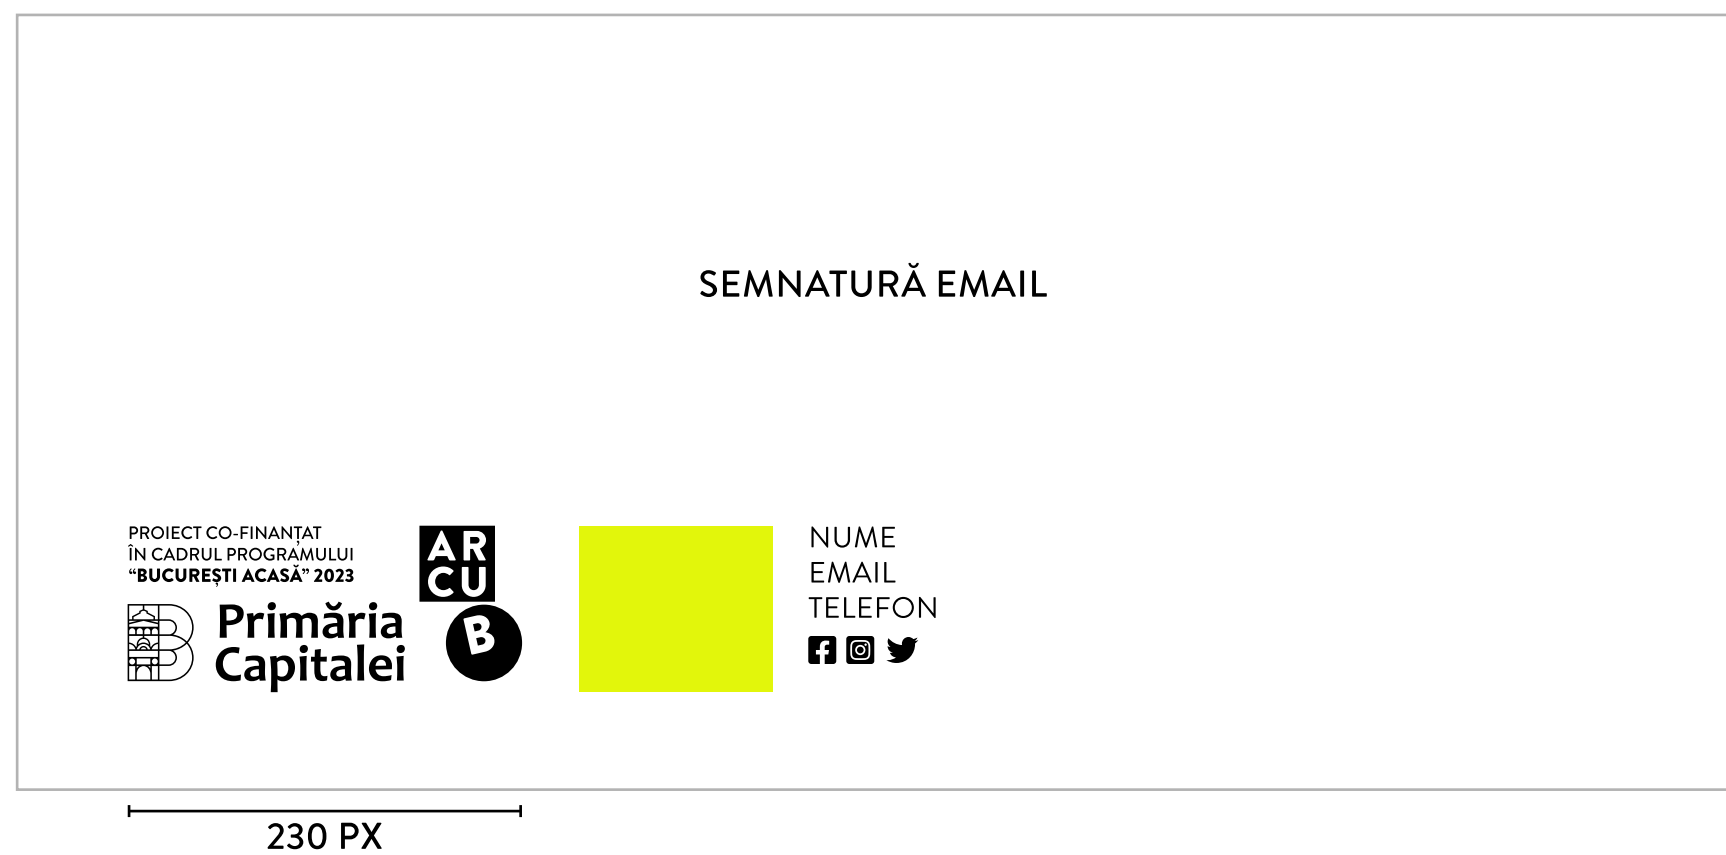 SEMNATURĂ EMAIL
PROIECT CO-FINANȚAT
ÎN CADRUL PROGRAMULUI
“BUCUREȘTI ACASĂ” 2023
Primăria
Capitalei
AR
CU
B
NUME
EMAIL
TELEFON
230 PX